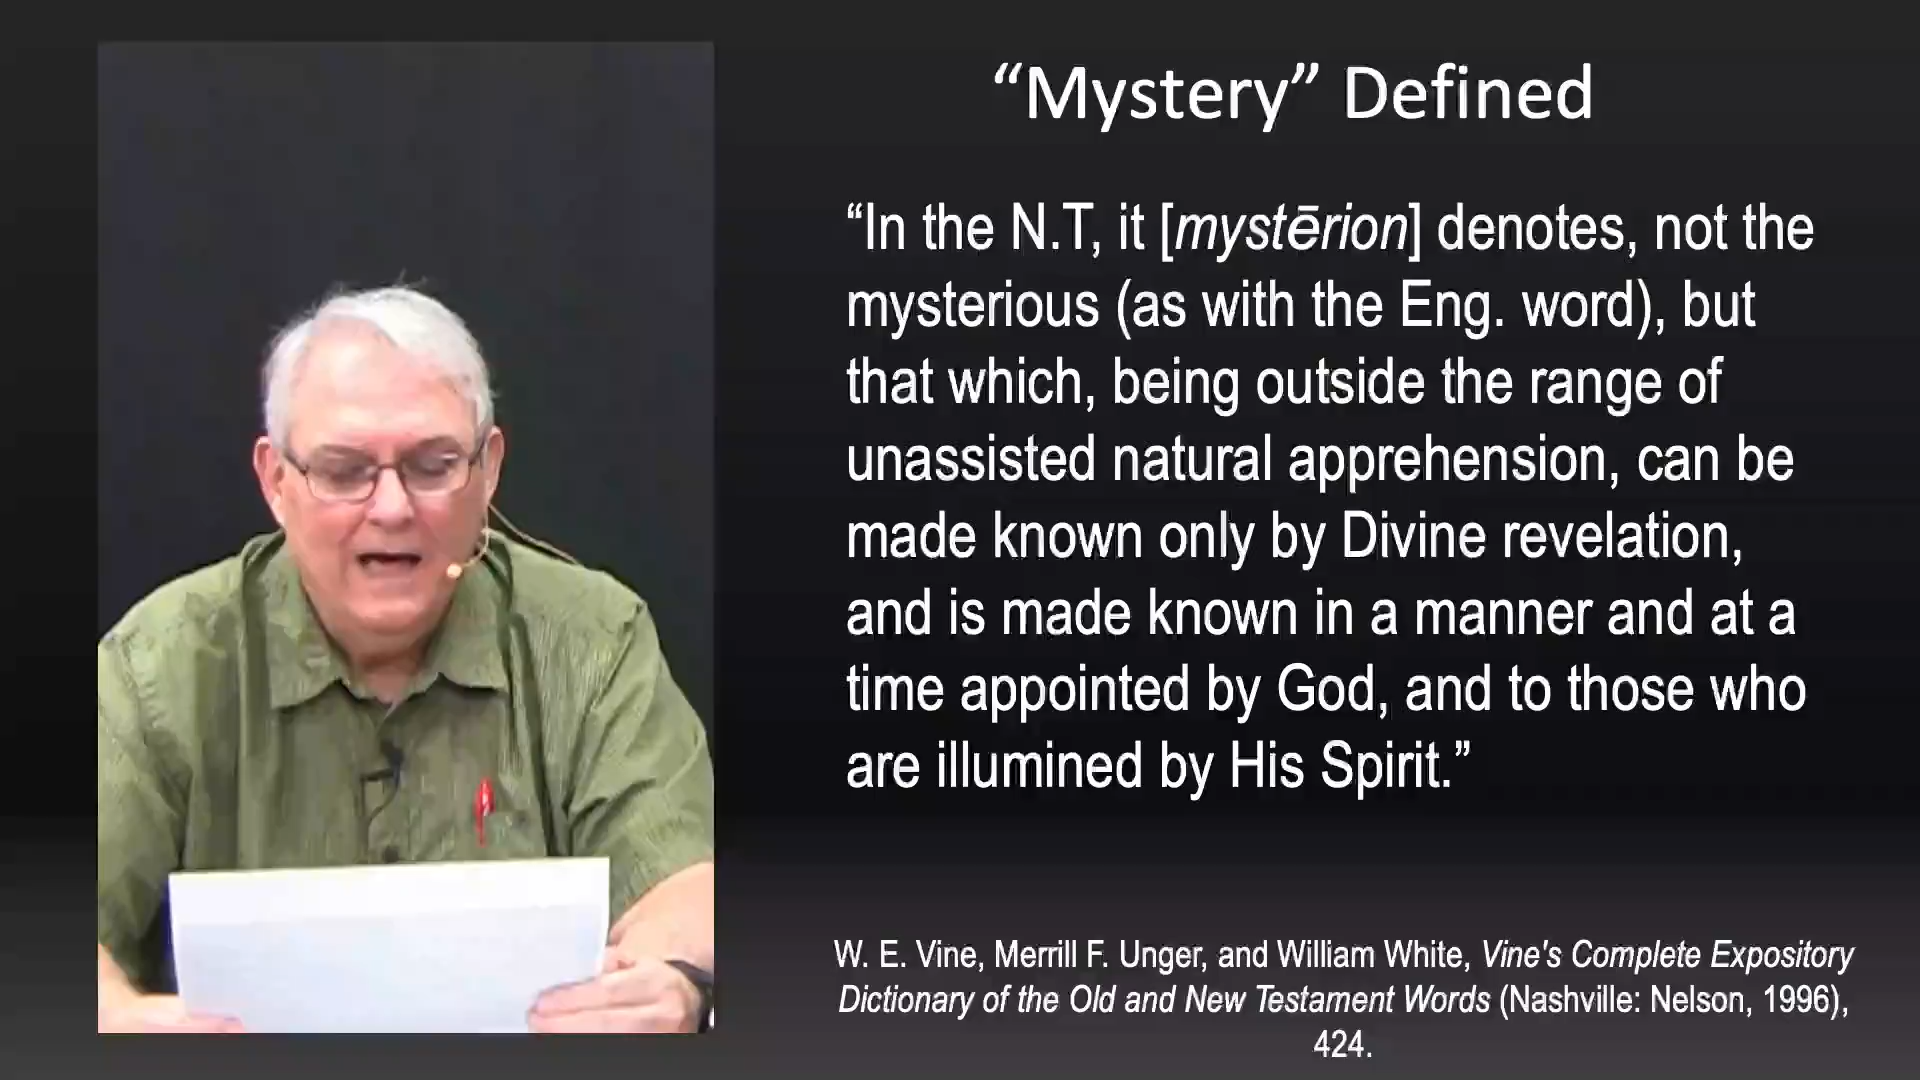 “Mystery” Defined
“In the N.T, it [mystērion] denotes, not the
mysterious (as with the Eng. word), but
that which, being outside the range of
unassisted natural apprehension, can be
made known only by Divine revelation,
and is made known in a manner and at a
time appointed by God, and to those who
are illumined by His Spirit.”
W. E. Vine, Merrill F. Unger, and William White, Vine's Complete Expository
Dictionary of the Old and New Testament Words (Nashville: Nelson, 1996),
424.